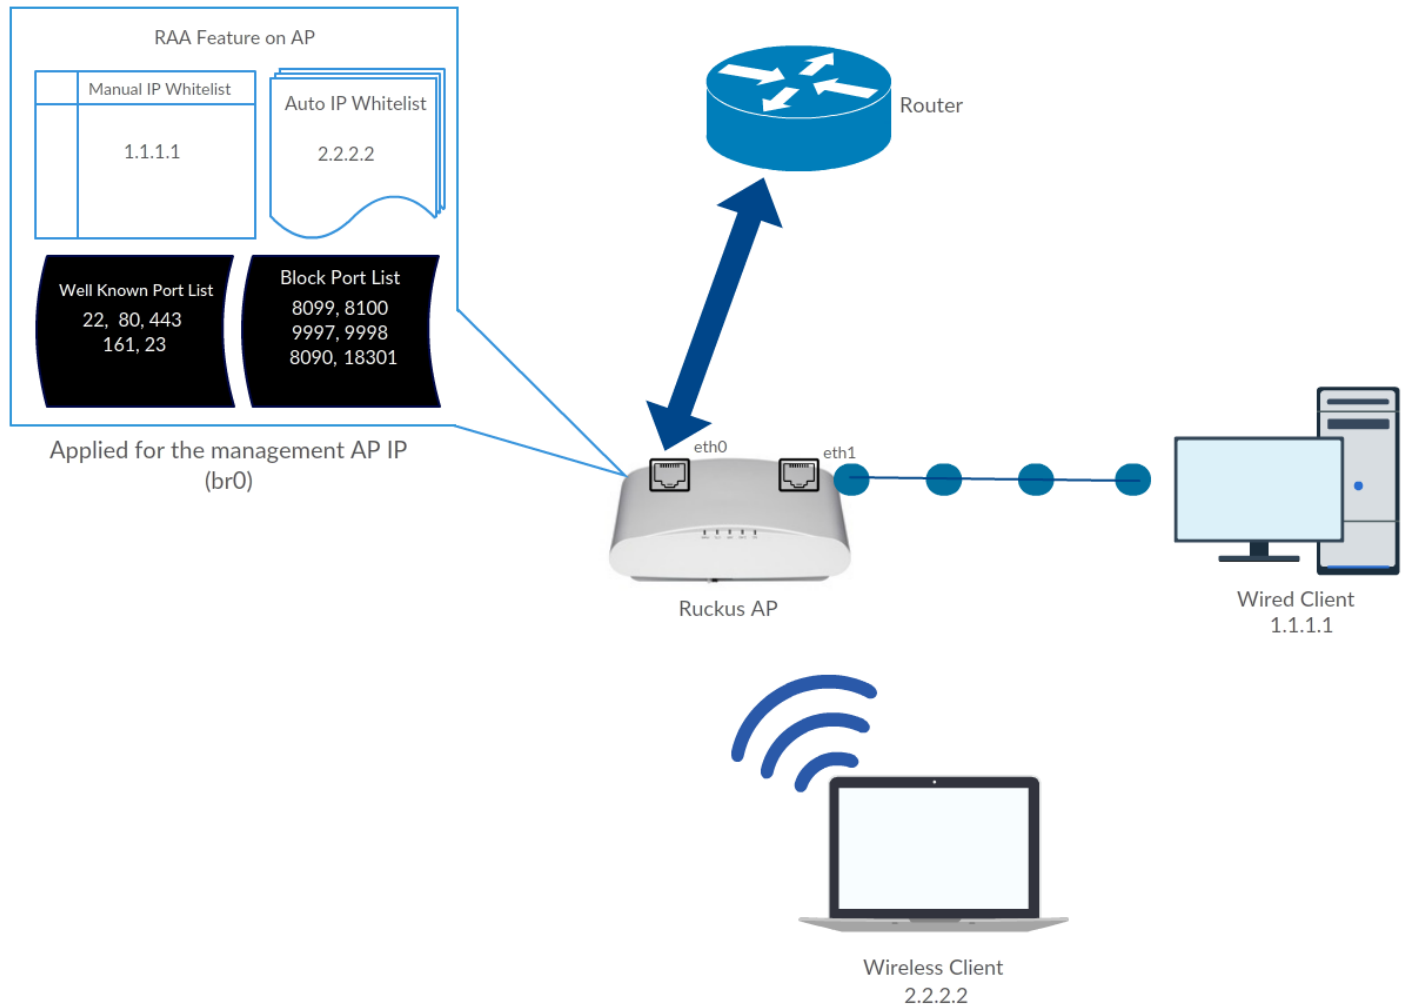 RAA Feature on AP
Manual IP Whitelist
1.1.1.1
Auto IP Whitelist
2.2.2.2
Well Known Port List
22,  80, 443
161, 23
Block Port List
8099, 8100
9997, 9998
8090, 18301
Applied for the management AP IP
(br0)
Router
eth0
eth1
Ruckus AP
Wired Client
1.1.1.1
Wireless Client
2.2.2.2